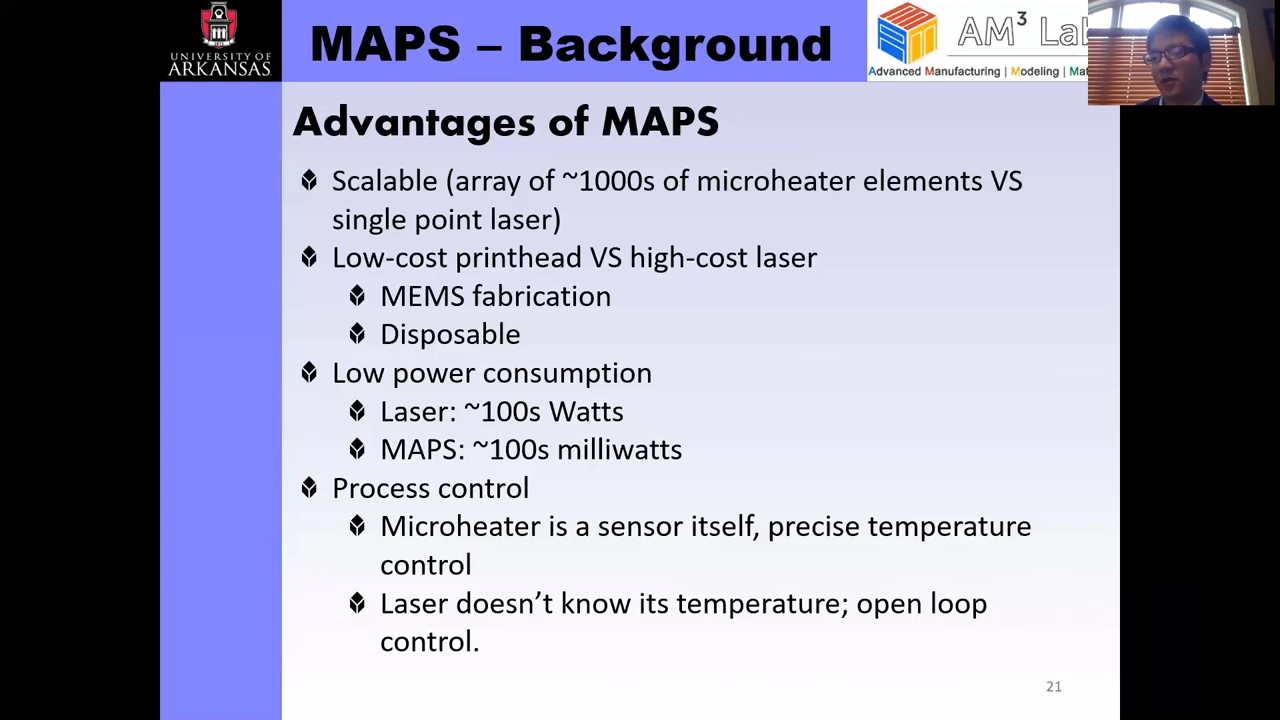 UNIVERSITY OF
ARKANSAS
MAPS – Background
AM³ Lab
Advanced Manufacturing | Modeling |
Advantages of MAPS
Scalable (array of ~1000s of microheater elements VS
single point laser)
Low-cost printhead VS high-cost laser
MEMS fabrication
Disposable
Low power consumption
Laser: ~100s Watts
MAPS: ~100s milliwatts
Process control
Microheater is a sensor itself, precise temperature
control
Laser doesn’t know its temperature; open loop
control.
21